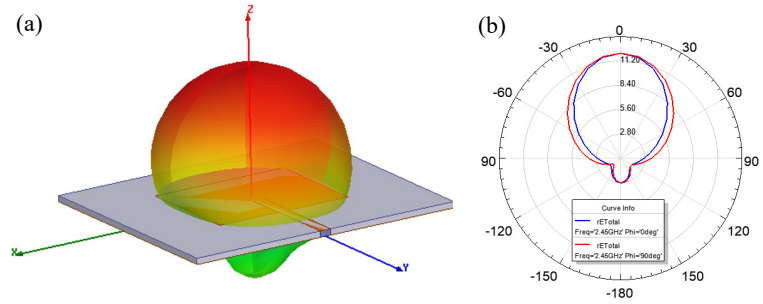 (a)
Z
X
Y
(b)
0
-30
30
11.20
-60
8.40
60
5.60
2.80
90
90
Curve Info
rETotal
Freq='2.45GHz' Phi='0deg'
rETotal
Freq='2.45GHz' Phi='90deg'
-120
120
-150
150
-180